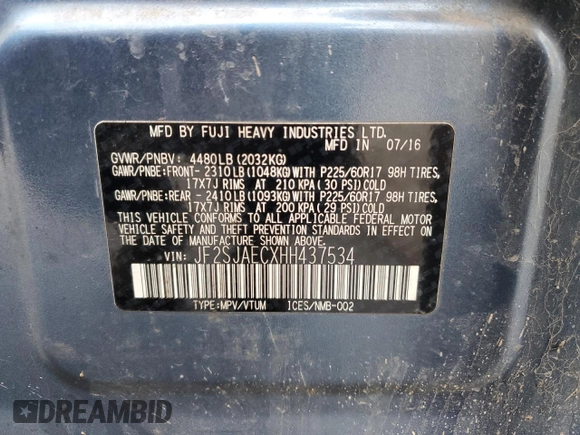 MFD BY FUJI HEAVY INDUSTRIES LTD.
MFD IN 07/16
GVWR/PNBV: 4480LB(2032KG)
GAWR/PNBE:FRONT- 2310LB(1048KG)WITH P225/60R17 98H TIRES,
17X7J RIMS AT 210 KPA( 30 PSI)COLD
GAWR/PNBE:REAR - 2410LB(1093KG)WITH P225/60R17 98H TIRES,
17X7J RIMS AT 200 KPA( 29 PSI)COLD
THIS VEHICLE CONFORMS TO ALL APPLICABLE FEDERAL MOTOR
VEHICLE SAFETY AND THEFT PREVENTION STANDARDS IN EFFECT ON
THE DATE OF MANUFACTURE SHOWN ABOVE.
VIN: JF2SJAECXHH437534
TYPE:MPV/VTUM ICES/NMB-002
DREAMBID